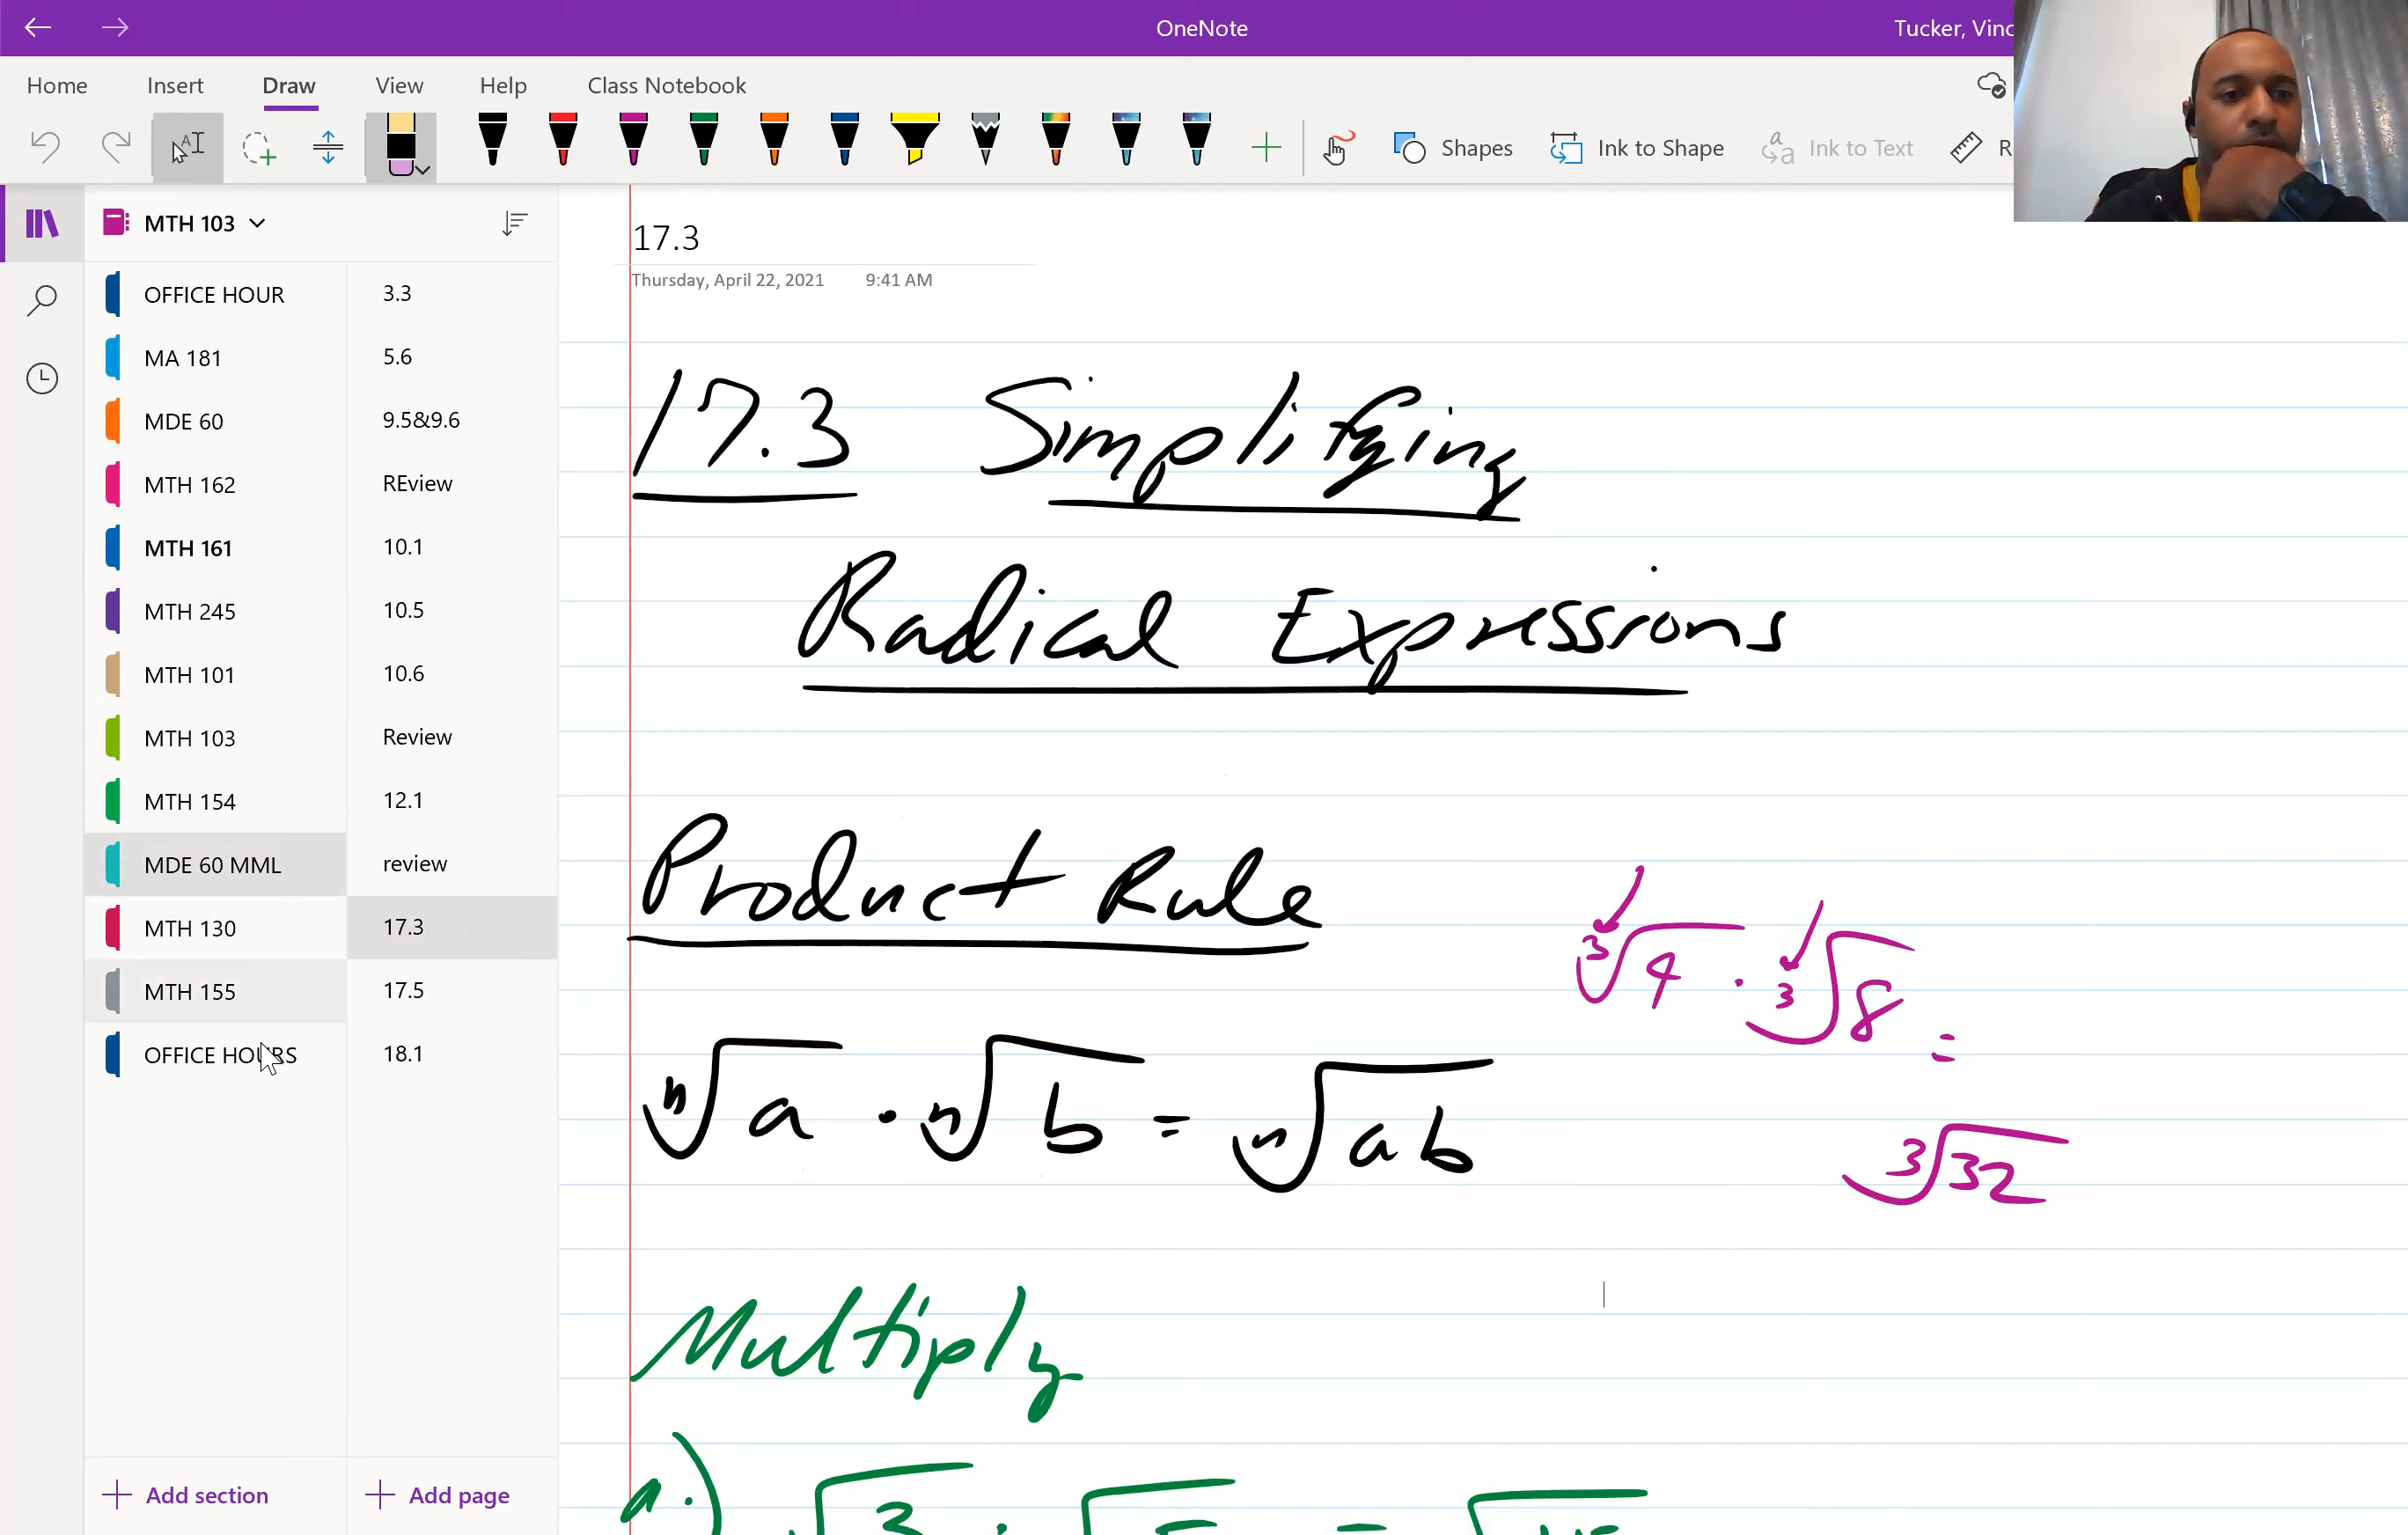 OneNote
Tucker, Vinc
Home Insert Draw View Help Class Notebook
Shapes Ink to Shape Ink to Text R
MTH 103
OFFICE HOUR
MA 181
MDE 60
MTH 162
MTH 161
MTH 245
MTH 101
MTH 103
MTH 154
MDE 60 MML
MTH 130
MTH 155
OFFICE HOURS
Add section
3.3
5.6
9.5&9.6
REview
10.1
10.5
10.6
Review
12.1
review
17.3
17.5
18.1
Add page
17.3
Thursday, April 22, 2021 9:41 AM
17.3 Simplifying
Radical Expressions
Product Rule
ⁿ√a · ⁿ√b = ⁿ√ab
³√4 · ³√8 =
³√32
Multiply
a.) √3 · √5 = √15